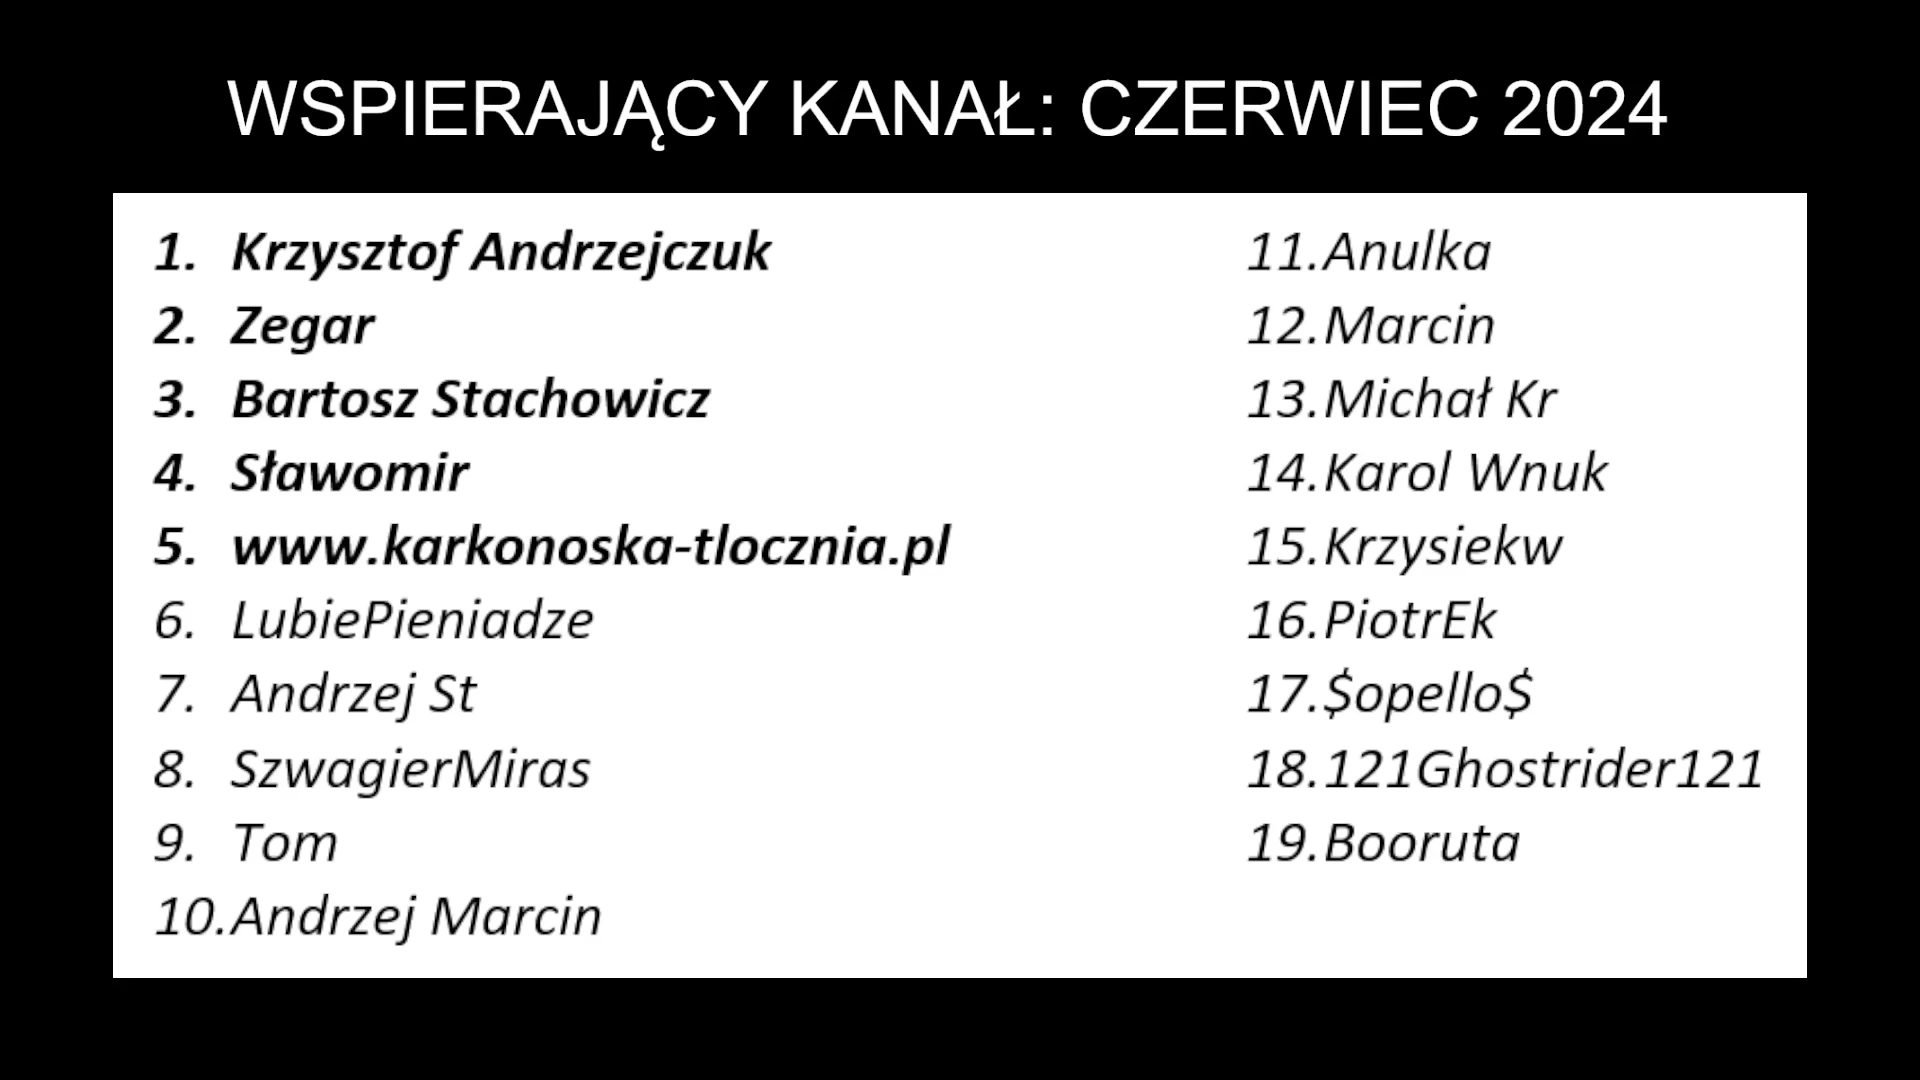 WSPIERAJĄCY KANAŁ: CZERWIEC 2024
1. Krzysztof Andrzejczuk
2. Zegar
3. Bartosz Stachowicz
4. Sławomir
5. www.karkonoska-tlocznia.pl
6. LubiePieniadze
7. Andrzej St
8. SzwagierMiras
9. Tom
10. Andrzej Marcin
11. Anulka
12. Marcin
13. Michał Kr
14. Karol Wnuk
15. Krzysiekw
16. PiotrEk
17. $opello$
18. 121Ghostrider121
19. Booruta